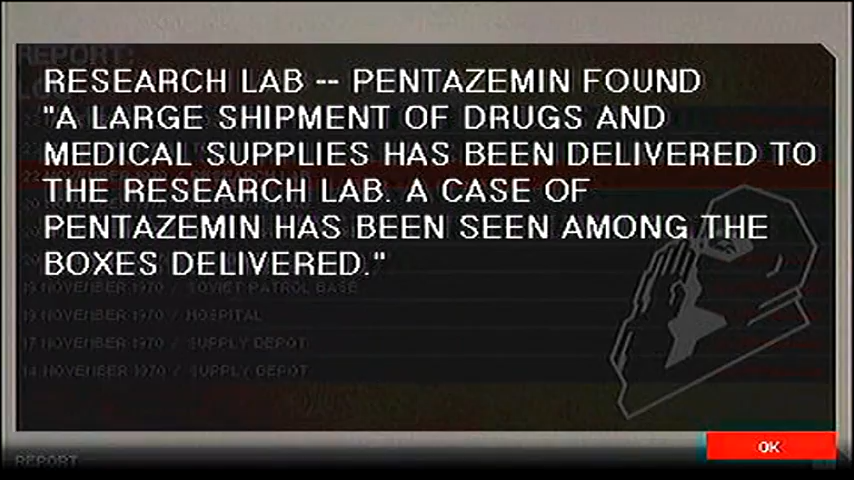 REPORT:
RESEARCH LAB -- PENTAZEMIN FOUND
"A LARGE SHIPMENT OF DRUGS AND
MEDICAL SUPPLIES HAS BEEN DELIVERED TO
THE RESEARCH LAB. A CASE OF
PENTAZEMIN HAS BEEN SEEN AMONG THE
BOXES DELIVERED."
19 NOVEMBER 1970 / SOVIET PATROL BASE
19 NOVEMBER 1970 / HOSPITAL
17 NOVEMBER 1970 / SUPPLY DEPOT
14 NOVEMBER 1970 / SUPPLY DEPOT
OK
REPORT